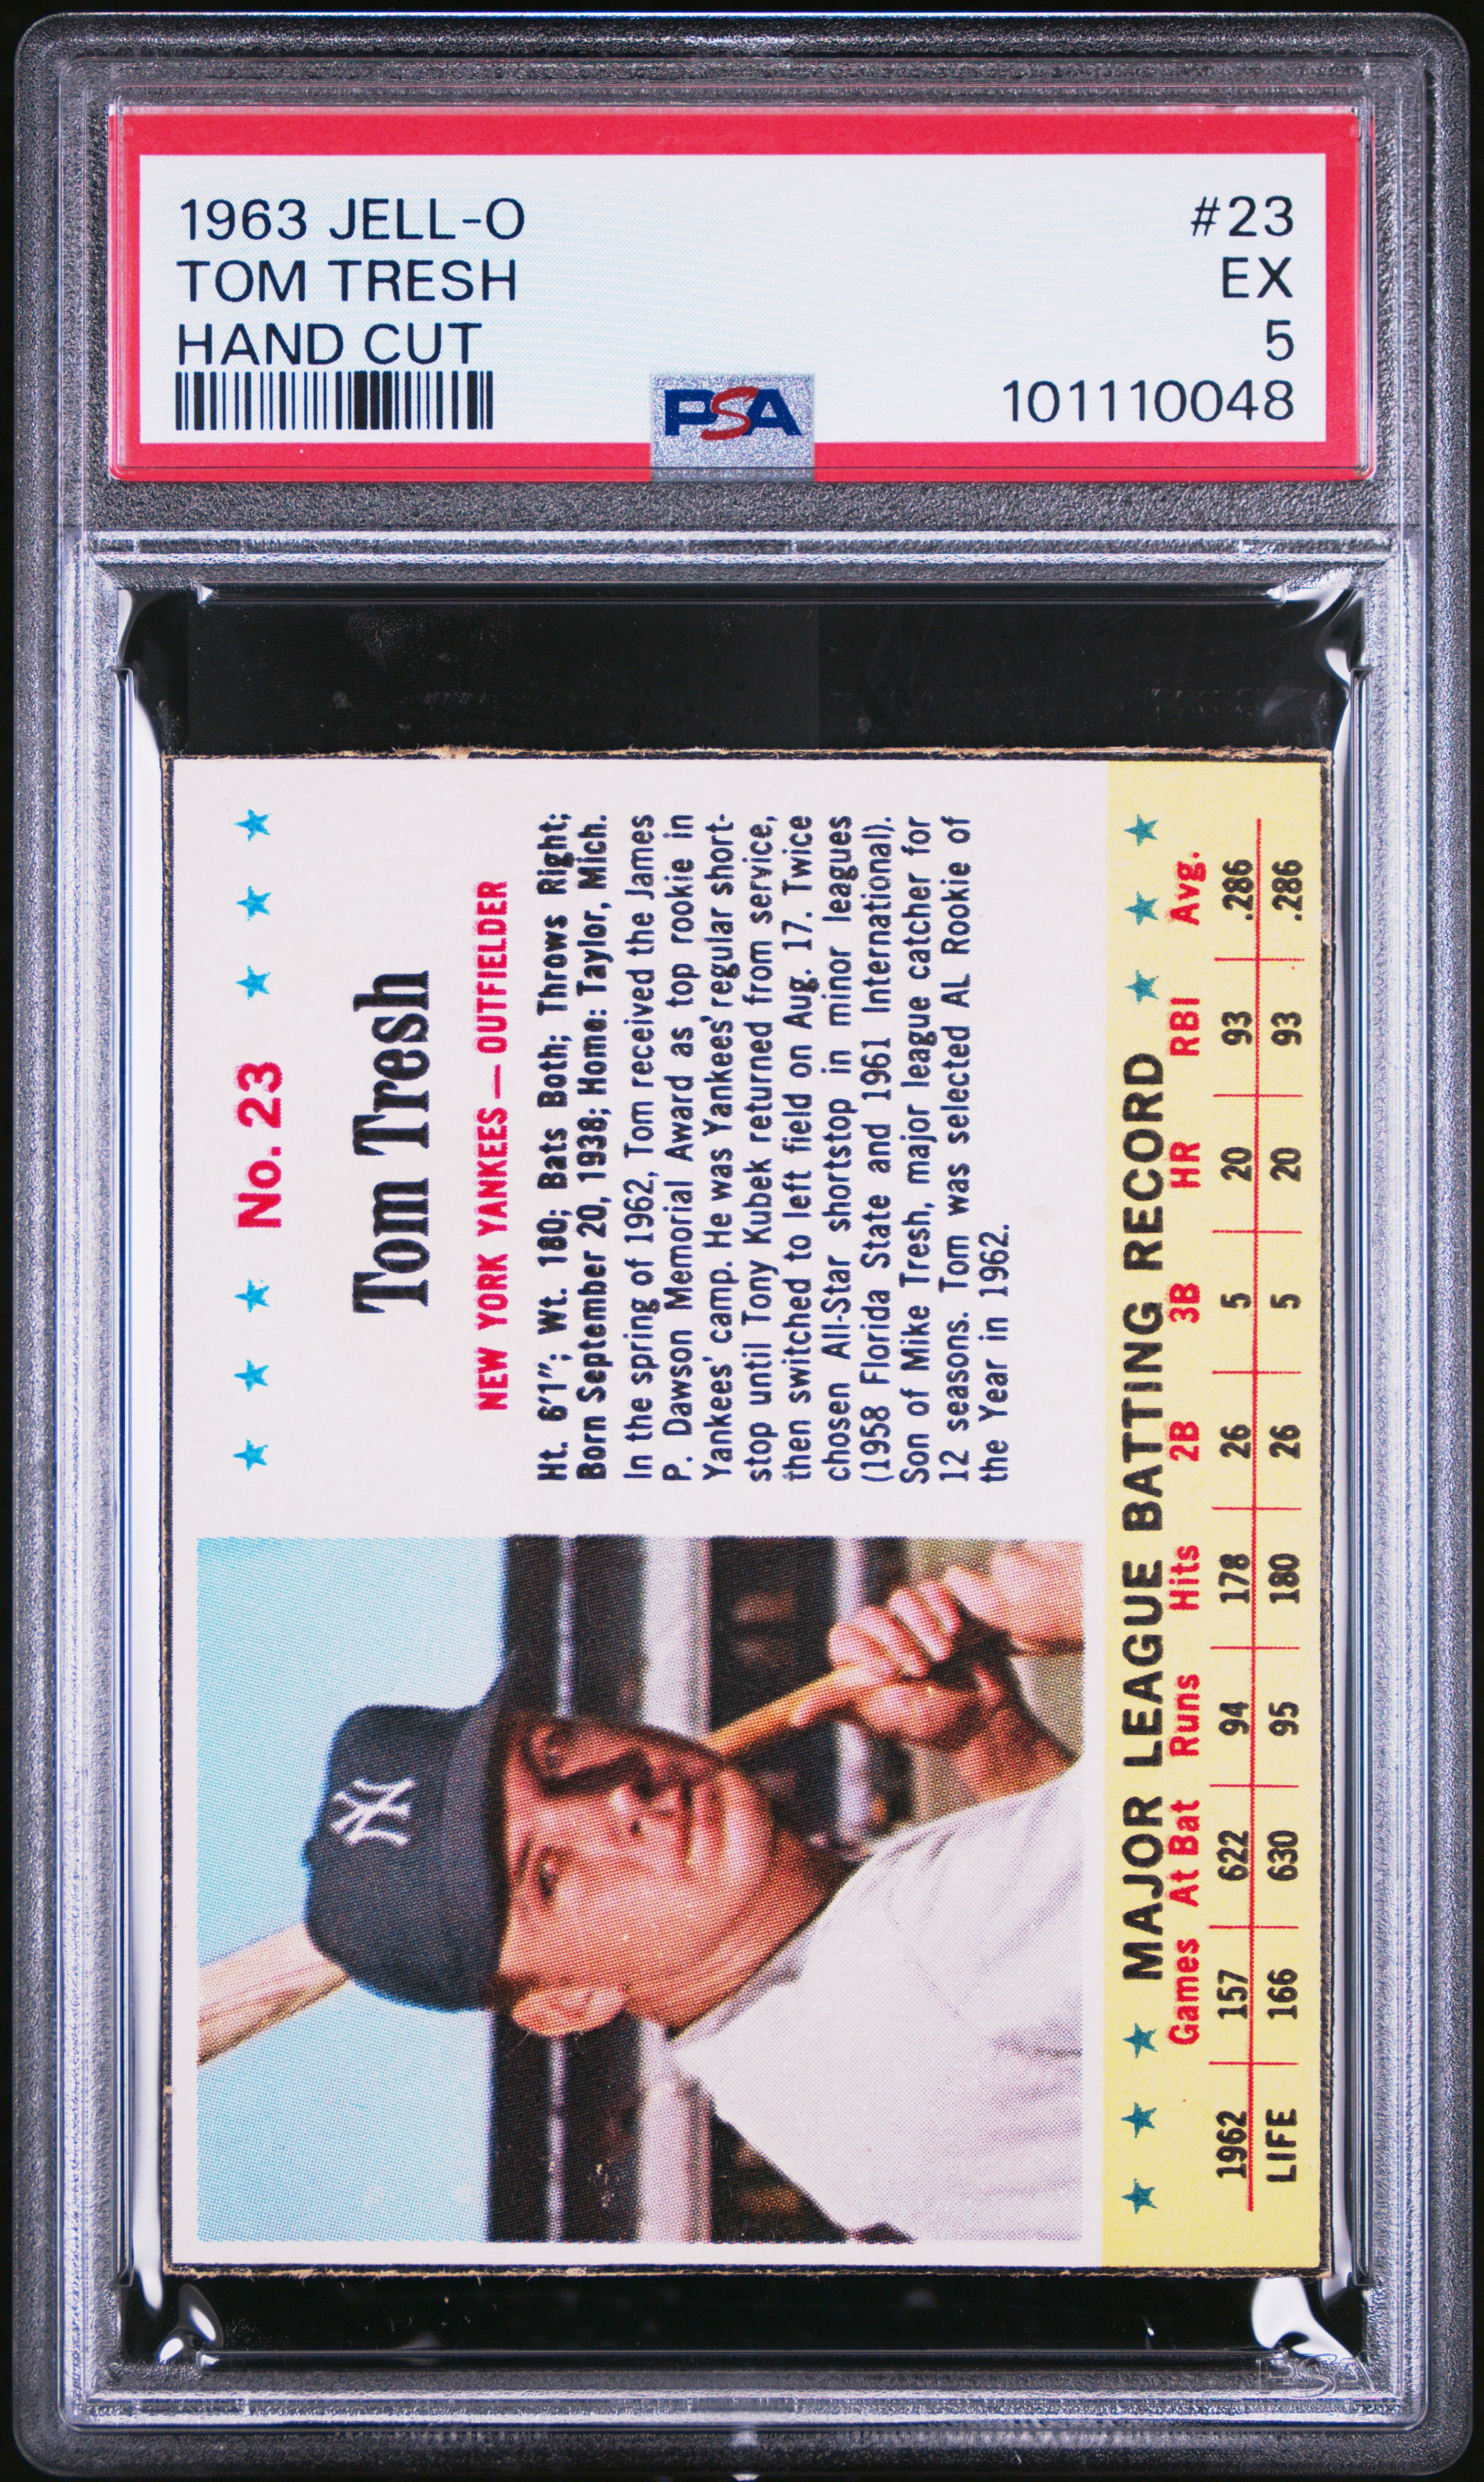 1963 JELL-O #23
TOM TRESH EX
HAND CUT 5
PSA 101110048
No. 23
Tom Tresh
NEW YORK YANKEES — OUTFIELDER
Ht. 6'1"; Wt. 180; Bats Both; Throws Right;
Born September 20, 1938; Home: Taylor, Mich.
In the spring of 1962, Tom received the James
P. Dawson Memorial Award as top rookie in
Yankees' camp. He was Yankees' regular short-
stop until Tony Kubek returned from service,
then switched to left field on Aug. 17. Twice
chosen All-Star shortstop in minor leagues
(1958 Florida State and 1961 International).
Son of Mike Tresh, major league catcher for
12 seasons. Tom was selected AL Rookie of
the Year in 1962.
NY
MAJOR LEAGUE BATTING RECORD
Games At Bat Runs Hits 2B 3B HR RBI Avg.
1962 157 622 94 178 26 5 20 93 .286
LIFE 166 630 95 180 26 5 20 93 .286
PSA